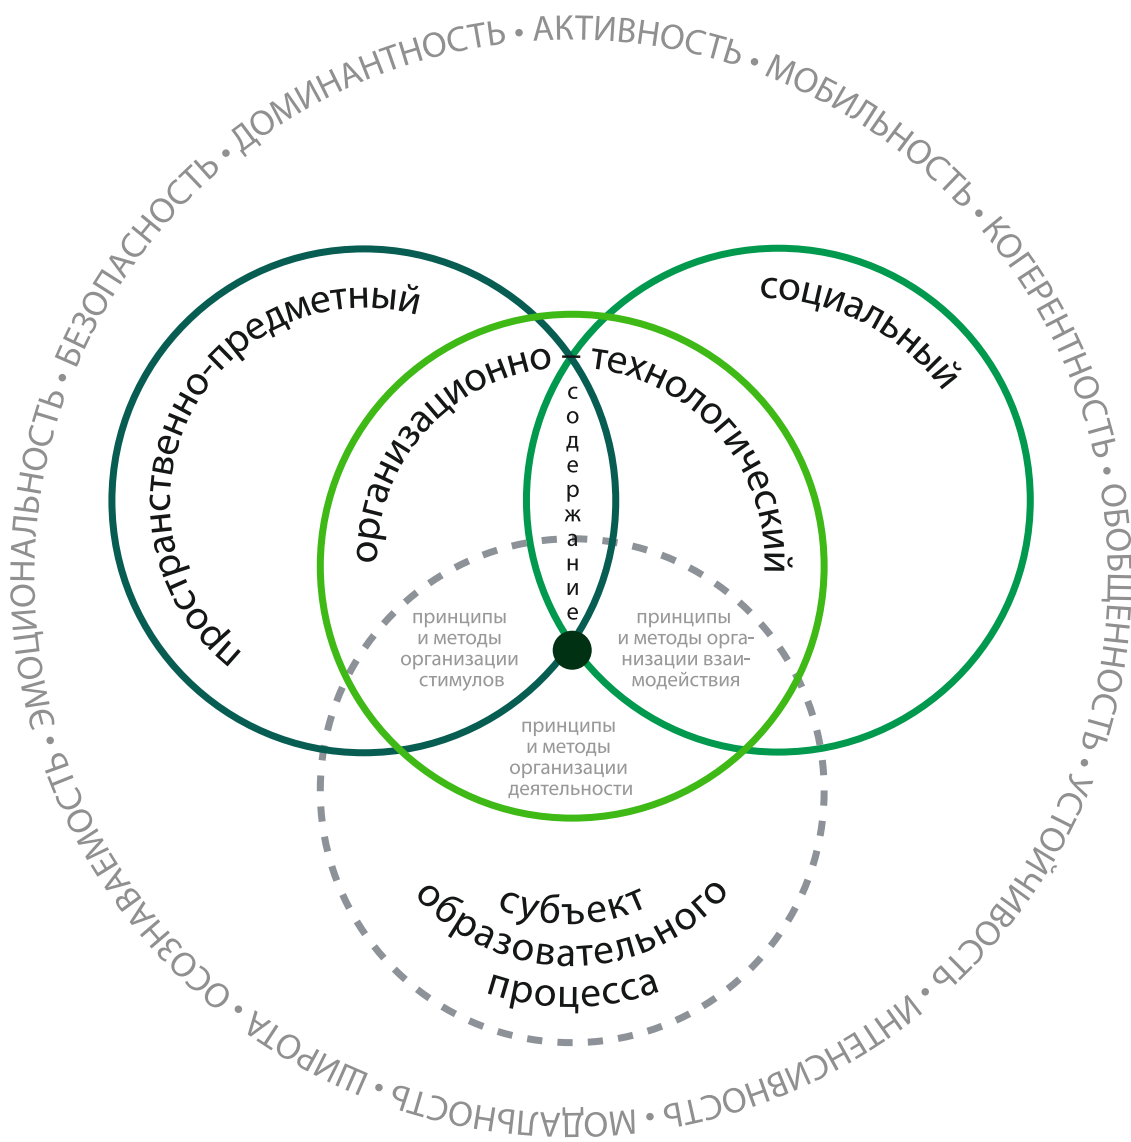 АКТИВНОСТЬ • МОБИЛЬНОСТЬ • КОГЕРЕНТНОСТЬ • ОБОБЩЕННОСТЬ • УСТОЙЧИВОСТЬ • ИНТЕНСИВНОСТЬ • МОДАЛЬНОСТЬ • ШИРОТА • ОСОЗНАВАЕМОСТЬ • ЭМОЦИОНАЛЬНОСТЬ • БЕЗОПАСНОСТЬ • ДОМИНАНТНОСТЬ •
пространственно-предметный
социальный
организационно – технологический
содержание
принципы
и методы
организации
стимулов
принципы
и методы орга-
низации взаи-
модействия
принципы
и методы
организации
деятельности
субъект
образовательного
процесса